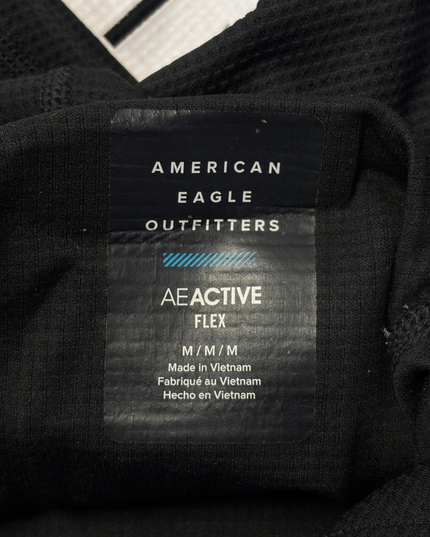 AMERICAN
EAGLE
OUTFITTERS
AEACTIVE
FLEX
M/M/M
Made in Vietnam
Fabriqué au Vietnam
Hecho en Vietnam